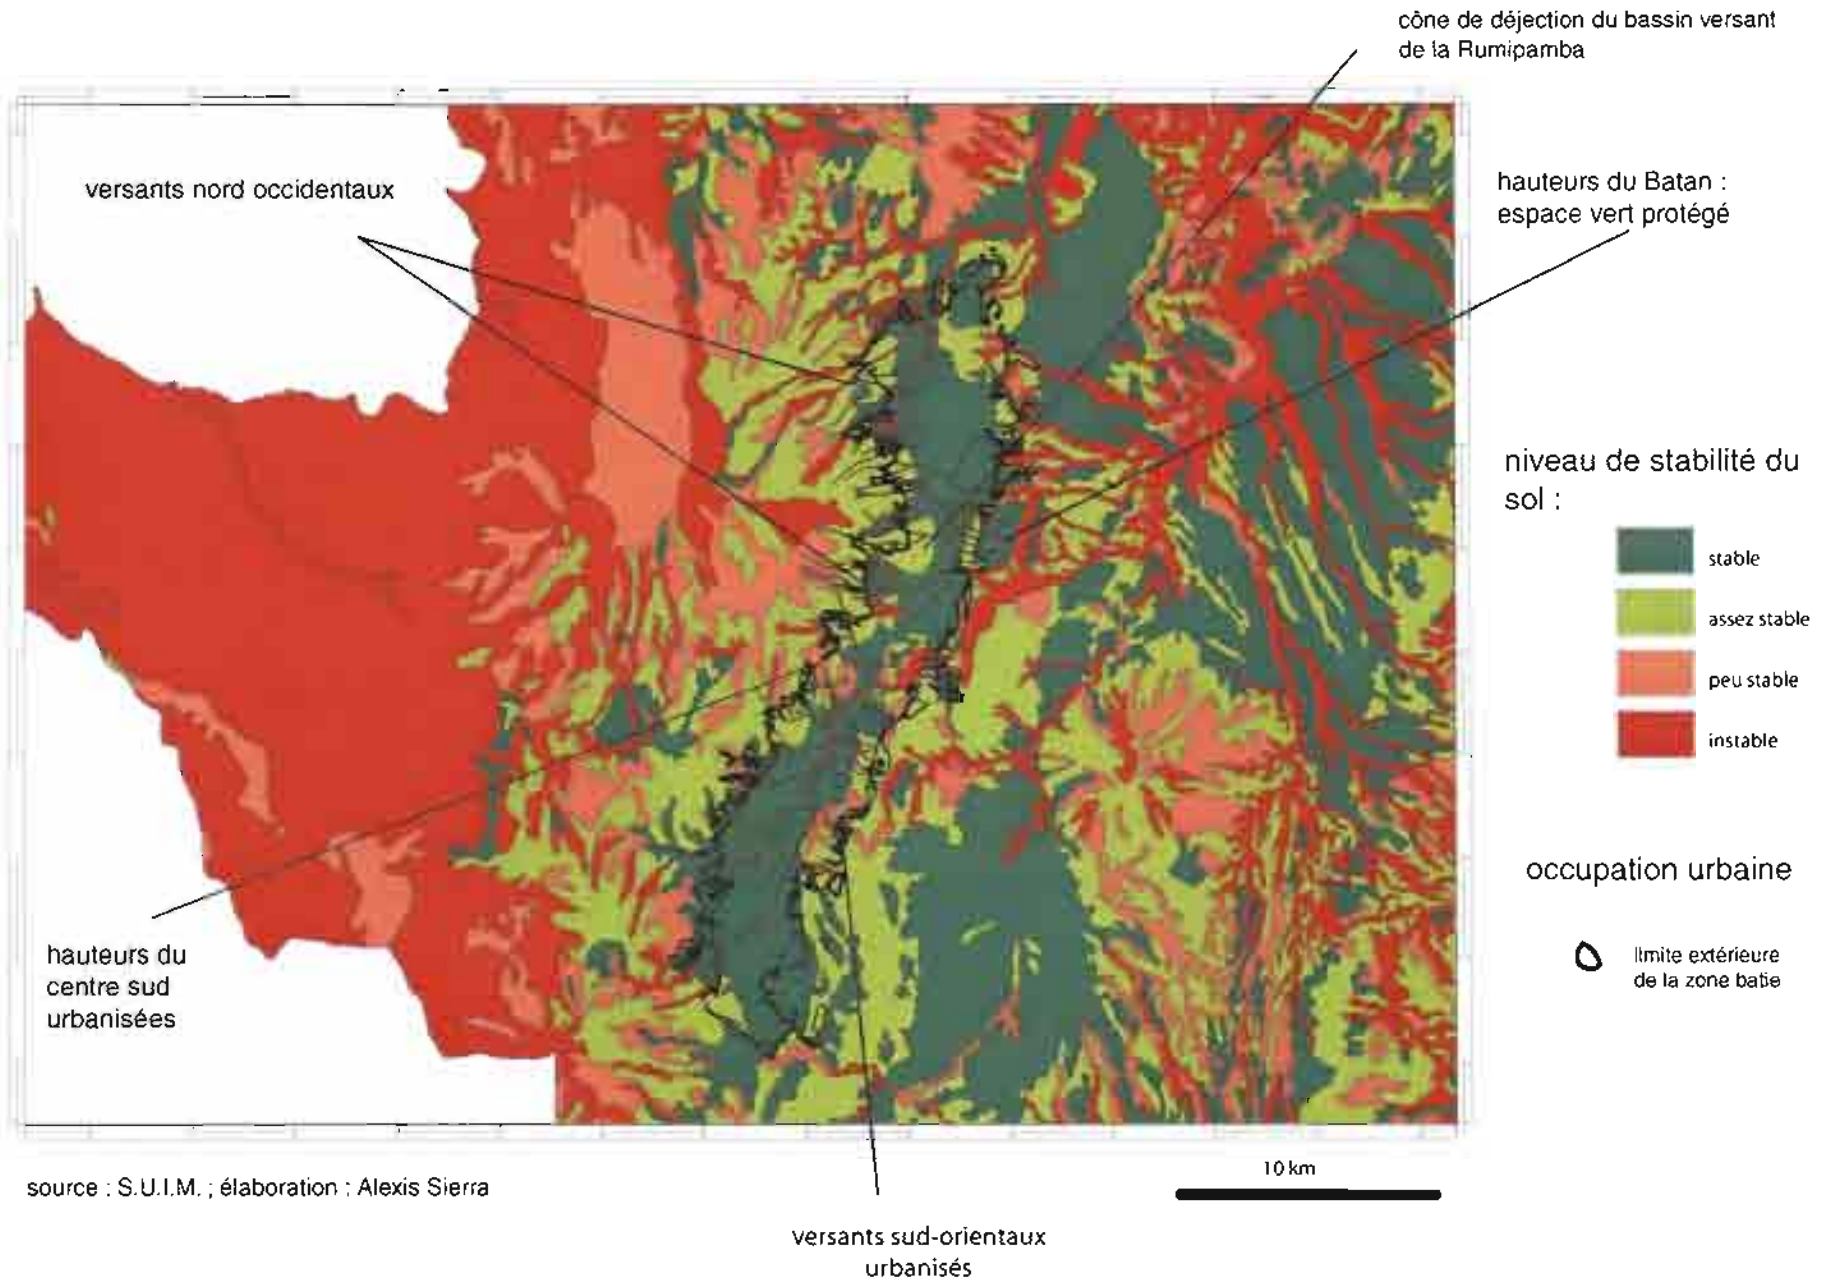 cône de déjection du bassin versant
de la Rumipamba
versants nord occidentaux
hauteurs du Batan :
espace vert protégé
niveau de stabilité du
sol :
stable
assez stable
peu stable
instable
occupation urbaine
limite extérieure
de la zone batie
hauteurs du
centre sud
urbanisées
10 km
source : S.U.I.M. ; élaboration : Alexis Sierra
versants sud-orientaux
urbanisés